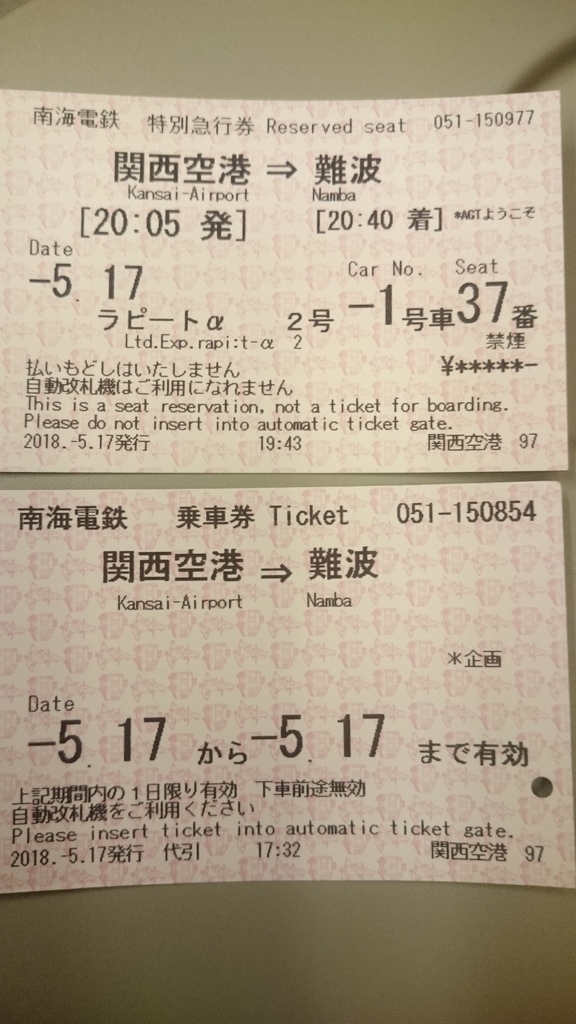 南海電鉄 特別急行券 Reserved seat 051-150977
関西空港 ⇒ 難波
Kansai-Airport Namba
[20:05 発] [20:40 着] *AGTようこそ
Date
-5. 17
Car No. Seat
-1号車37番
ラピートα 2号
禁煙
Ltd.Exp.rapi:t-α 2
¥*****-
払いもどしはいたしません
自動改札機はご利用になれません
This is a seat reservation, not a ticket for boarding.
Please do not insert into automatic ticket gate.
2018.-5.17発行 19:43 関西空港 97
南海電鉄 乗車券 Ticket 051-150854
関西空港 ⇒ 難波
Kansai-Airport Namba
*企画
Date
-5. 17 から-5. 17 まで有効
上記期間内の1日限り有効 下車前途無効
自動改札機をご利用ください
Please insert ticket into automatic ticket gate.
2018.-5.17発行 代引 17:32 関西空港 97